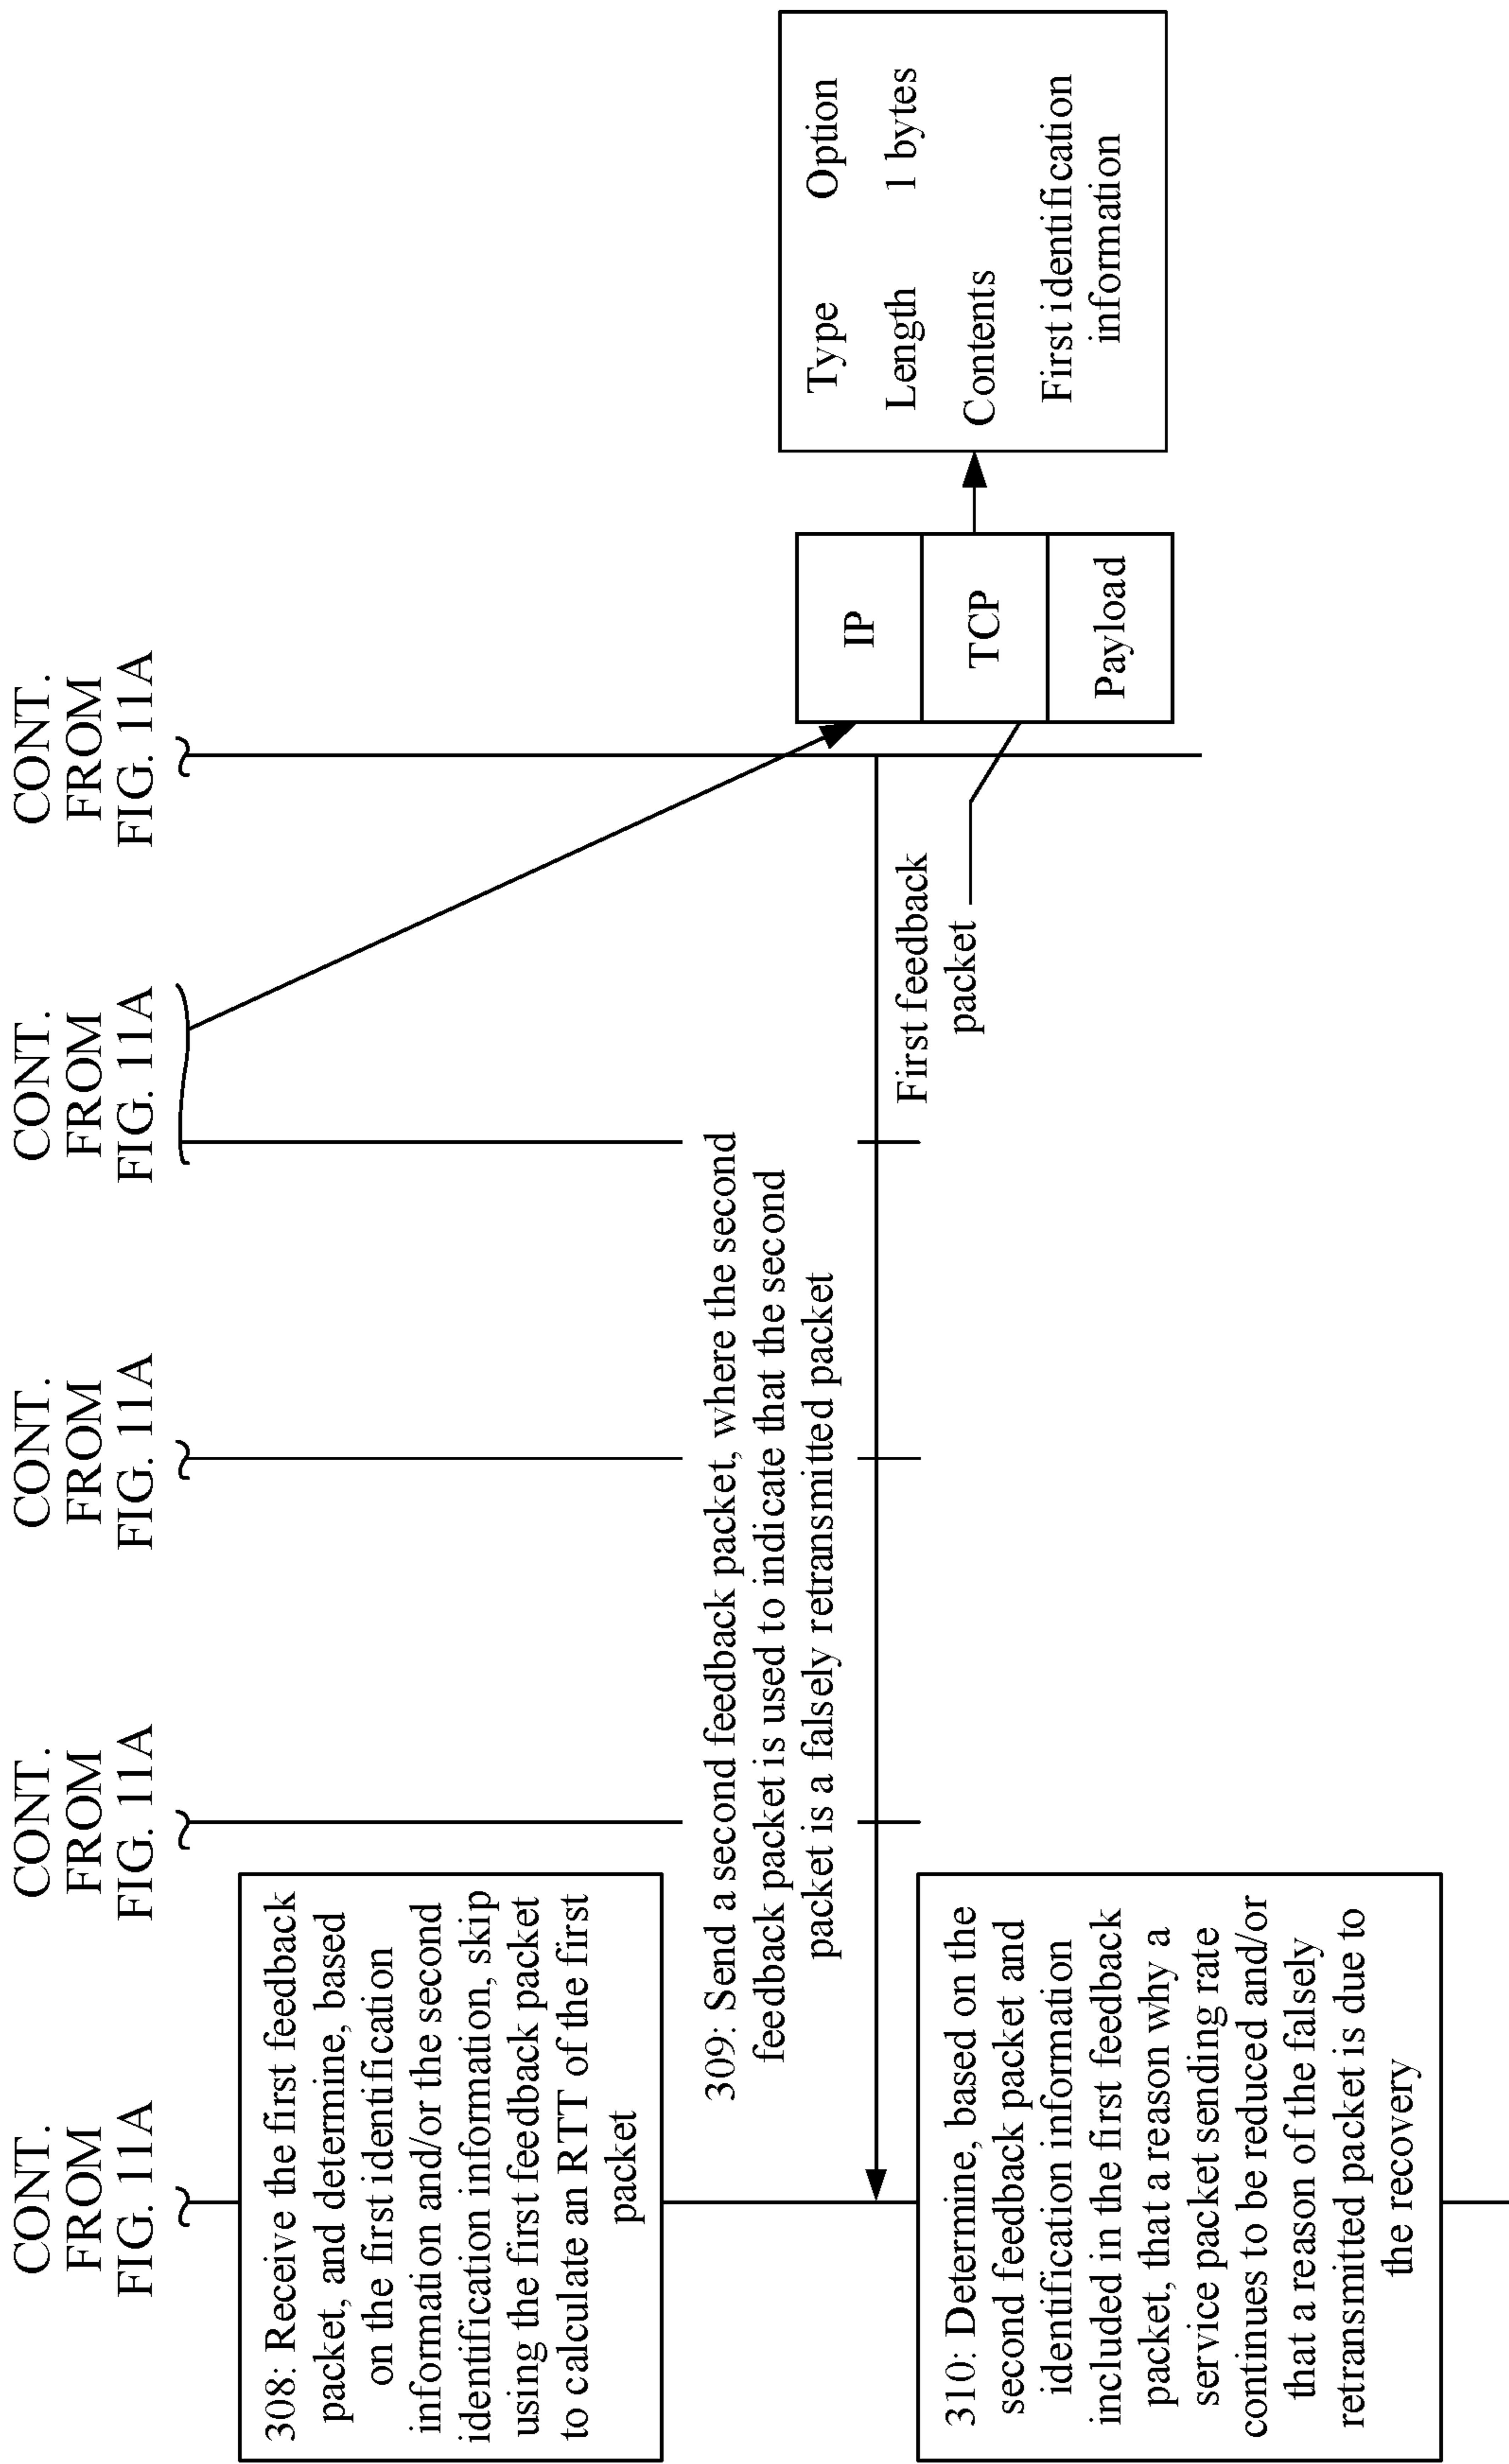 CONT.
FROM
FIG. 11A
CONT.
FROM
FIG. 11A
CONT.
FROM
FIG. 11A
CONT.
FROM
FIG. 11A
CONT.
FROM
FIG. 11A
308: Receive the first feedback
packet, and determine, based
on the first identification
information and/or the second
identification information, skip
using the first feedback packet
to calculate an RTT of the first
packet
309: Send a second feedback packet, where the second
feedback packet is used to indicate that the second
packet is a falsely retransmitted packet
First feedback
packet
IP
TCP
Payload
Type Option
Length 1 bytes
Contents
First identification
information
310: Determine, based on the
second feedback packet and
identification information
included in the first feedback
packet, that a reason why a
service packet sending rate
continues to be reduced and/or
that a reason of the falsely
retransmitted packet is due to
the recovery